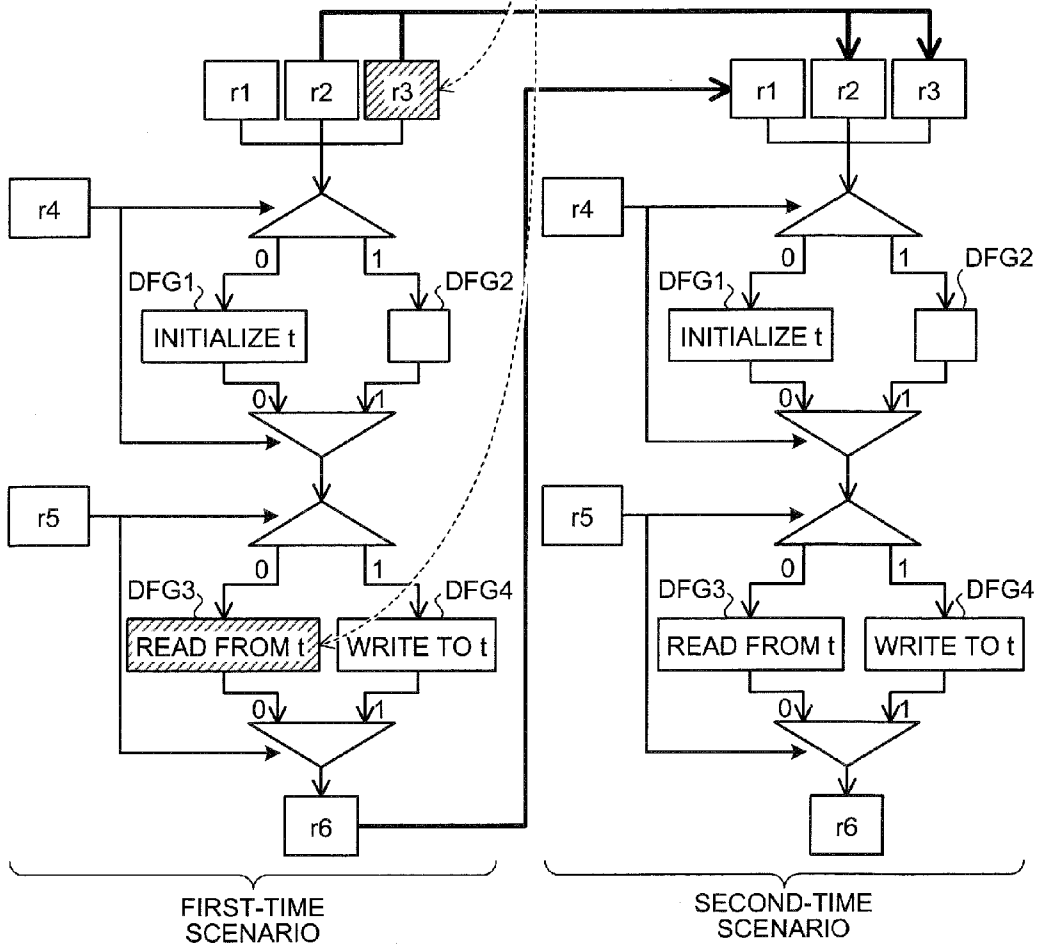 r1 r2 r3 r1 r2 r3
r4 r4
0 1 0 1
DFG1 DFG2 DFG1 DFG2
INITIALIZE t INITIALIZE t
0 1 0 1
r5 r5
0 1 0 1
DFG3 DFG4 DFG3 DFG4
READ FROM t WRITE TO t READ FROM t WRITE TO t
0 1 0 1
r6 r6
FIRST-TIME
SCENARIO
SECOND-TIME
SCENARIO